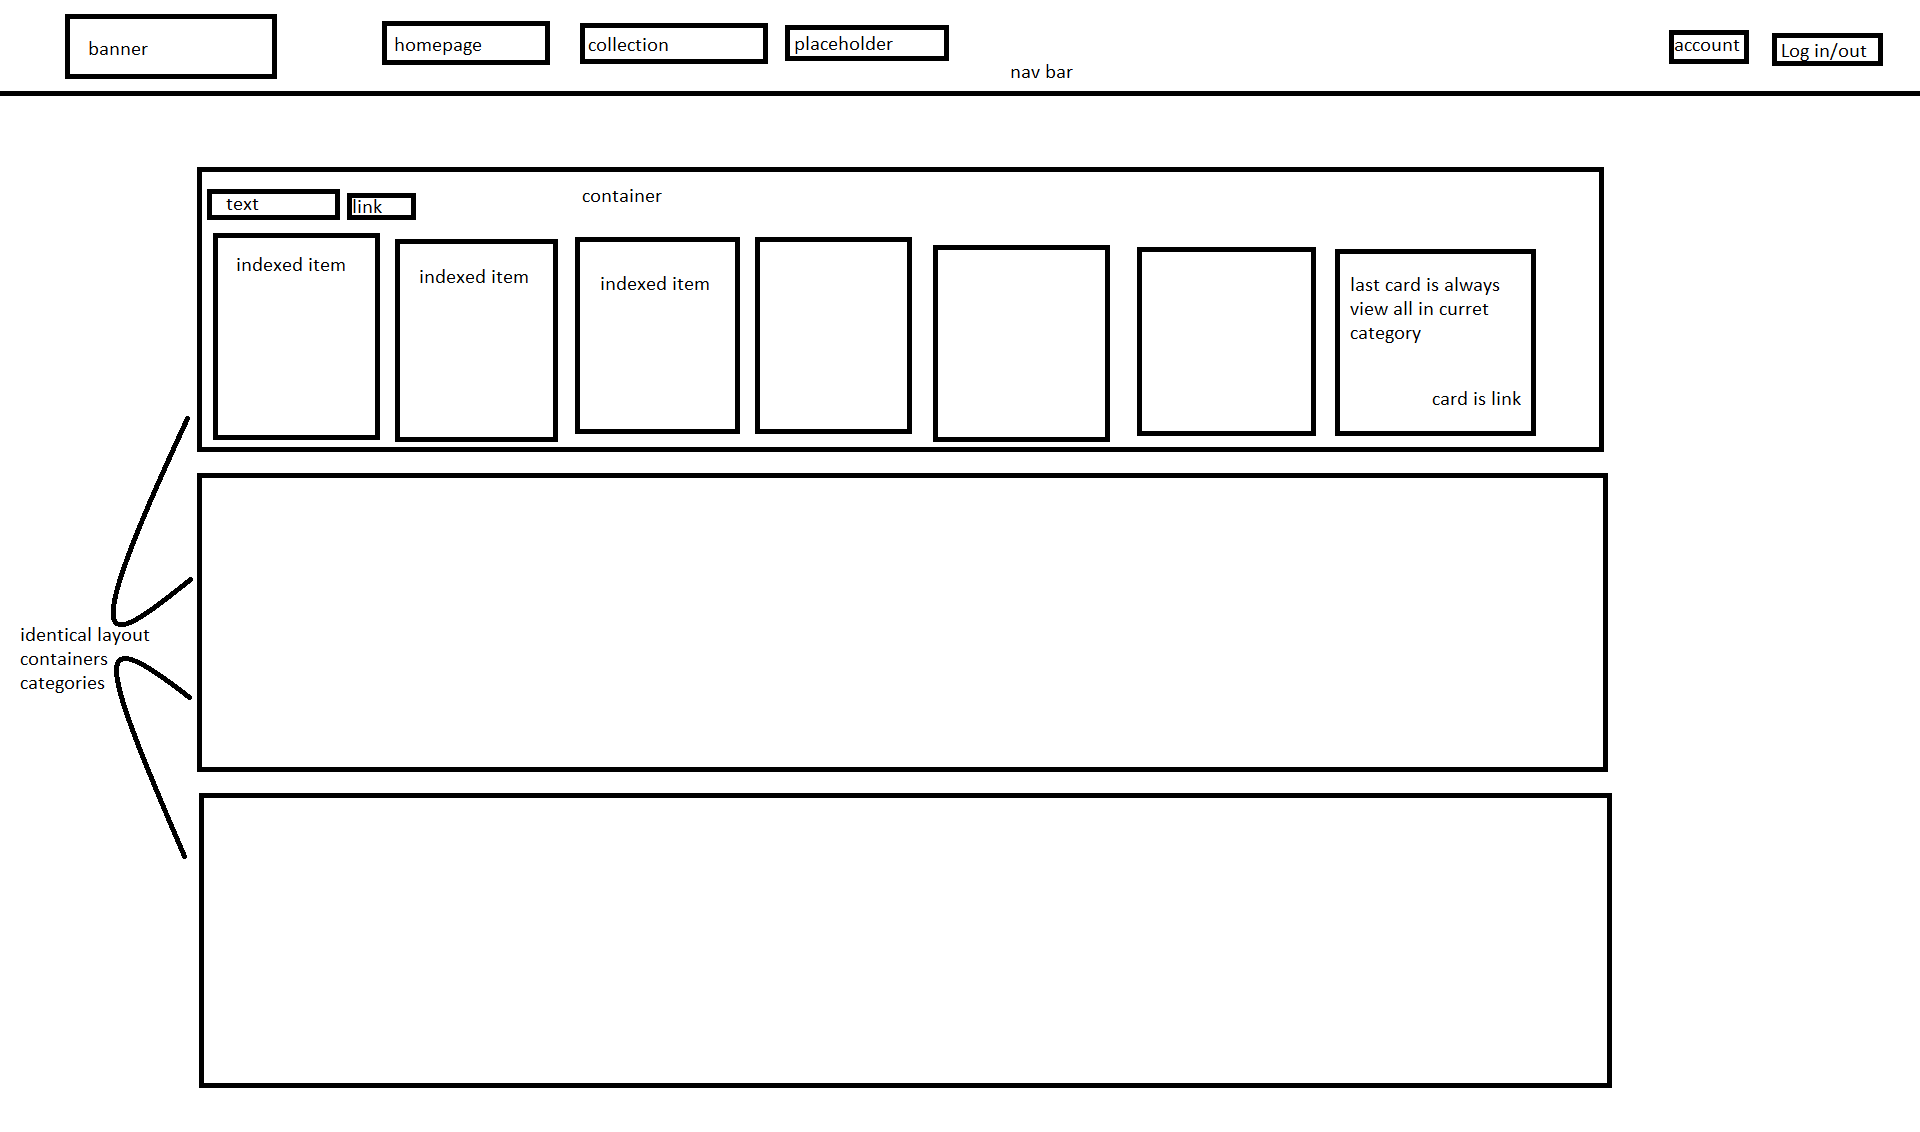 banner
homepage
collection
placeholder
nav bar
account
Log in/out
text
link
container
indexed item
indexed item
indexed item
last card is always
view all in curret
category
card is link
identical layout
containers
categories